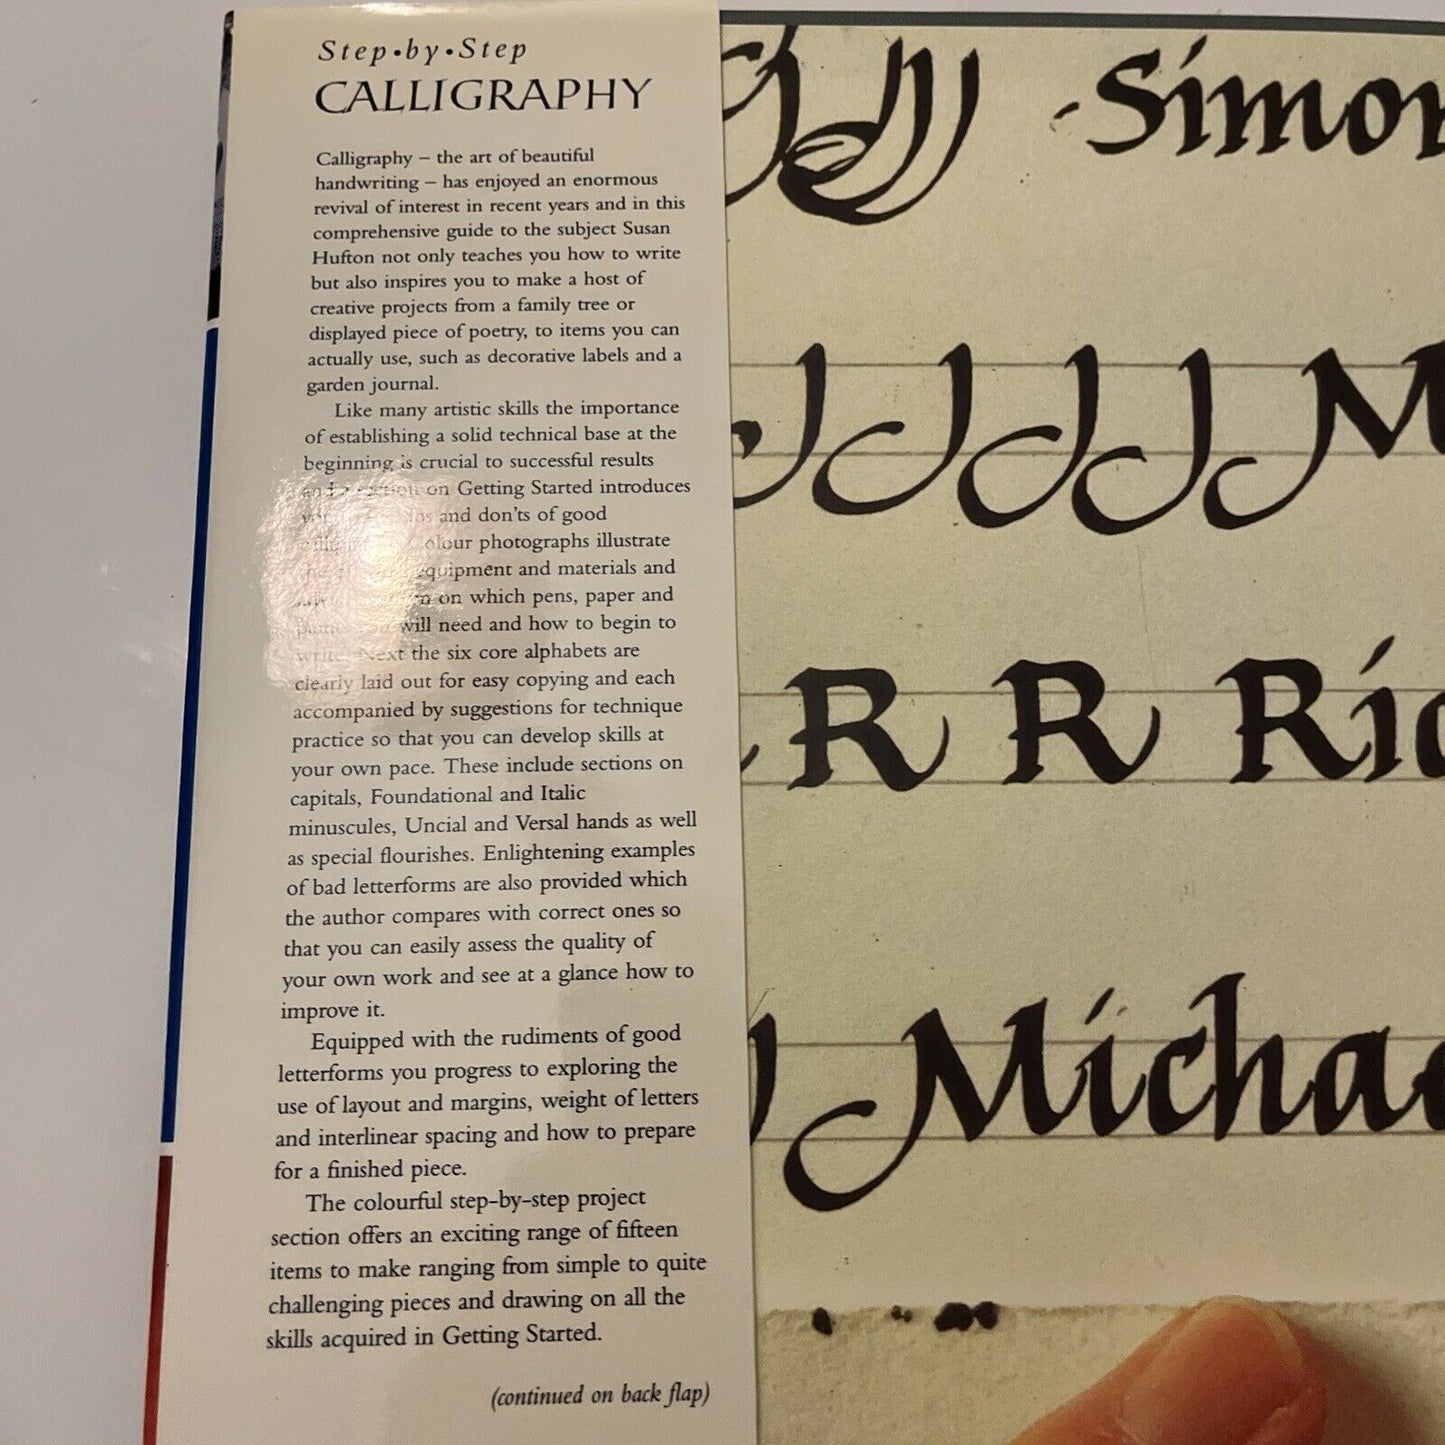 Step•by•Step
CALLIGRAPHY
Calligraphy – the art of beautiful
handwriting – has enjoyed an enormous
revival of interest in recent years and in this
comprehensive guide to the subject Susan
Hufton not only teaches you how to write
but also inspires you to make a host of
creative projects from a family tree or
displayed piece of poetry, to items you can
actually use, such as decorative labels and a
garden journal.
Like many artistic skills the importance
of establishing a solid technical base at the
beginning is crucial to successful results
and a section on Getting Started introduces
and don'ts of good
Colour photographs illustrate
equipment and materials and
on which pens, paper and
will need and how to begin to
write. Next the six core alphabets are
clearly laid out for easy copying and each
accompanied by suggestions for technique
practice so that you can develop skills at
your own pace. These include sections on
capitals, Foundational and Italic
minuscules, Uncial and Versal hands as well
as special flourishes. Enlightening examples
of bad letterforms are also provided which
the author compares with correct ones so
that you can easily assess the quality of
your own work and see at a glance how to
improve it.
Equipped with the rudiments of good
letterforms you progress to exploring the
use of layout and margins, weight of letters
and interlinear spacing and how to prepare
for a finished piece.
The colourful step-by-step project
section offers an exciting range of fifteen
items to make ranging from simple to quite
challenging pieces and drawing on all the
skills acquired in Getting Started.
(continued on back flap)
Simon
M
R R Ric
Michae